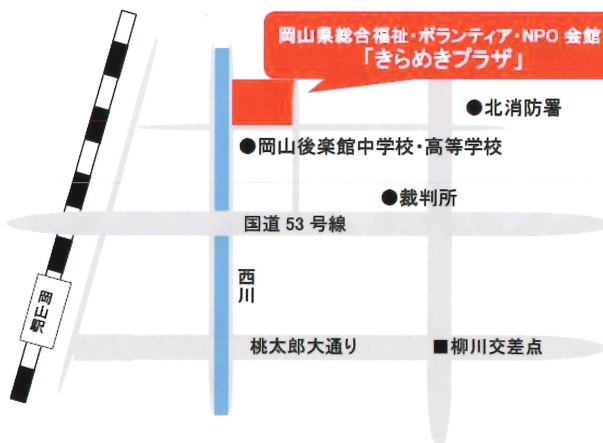 岡山県総合福祉・ボランティア・NPO 会館
「きらめきプラザ」
●北消防署
●岡山後楽館中学校・高等学校
●裁判所
国道 53 号線
西川
岡山駅
桃太郎大通り
■柳川交差点